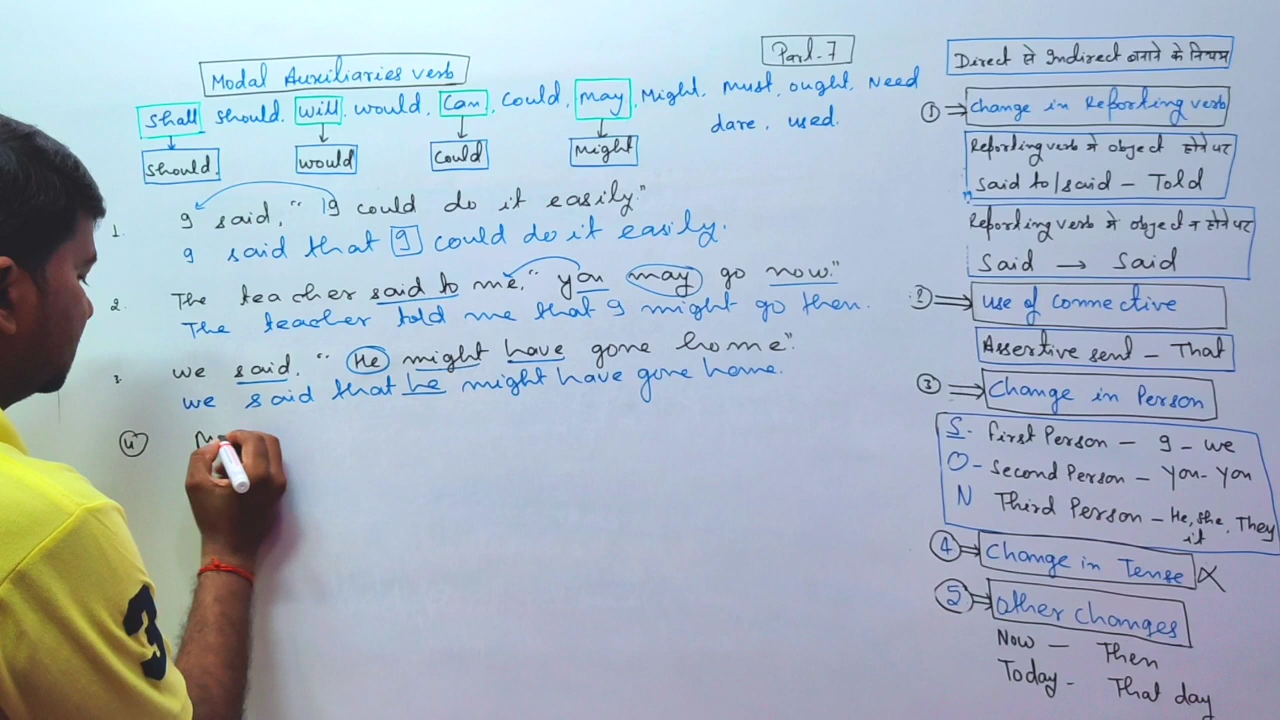 Part-7
Modal Auxiliaries verb
shall should, will, would, can, could, may, Might, must, ought, Need
dare, used.
should. would could might
1. I said, " I could do it easily."
I said that I could do it easily.
2. The teacher said to me, " you may go now."
The teacher told me that I might go then.
3. we said, " He might have gone home".
we said that he might have gone home.
4
Direct से Indirect बनाने के नियम
① change in Reporting verb
Reporting verb मे object होने पर
said to/said - Told
Reporting verb मे object न होने पर
Said → Said
2 use of connective
Assertive sent - That
③ Change in Person
S - First Person - I - we
O - Second Person - you - you
N Third Person - He, she, They
it
④ Change in Tense X
⑤ other changes
Now - Then
Today - That day
3